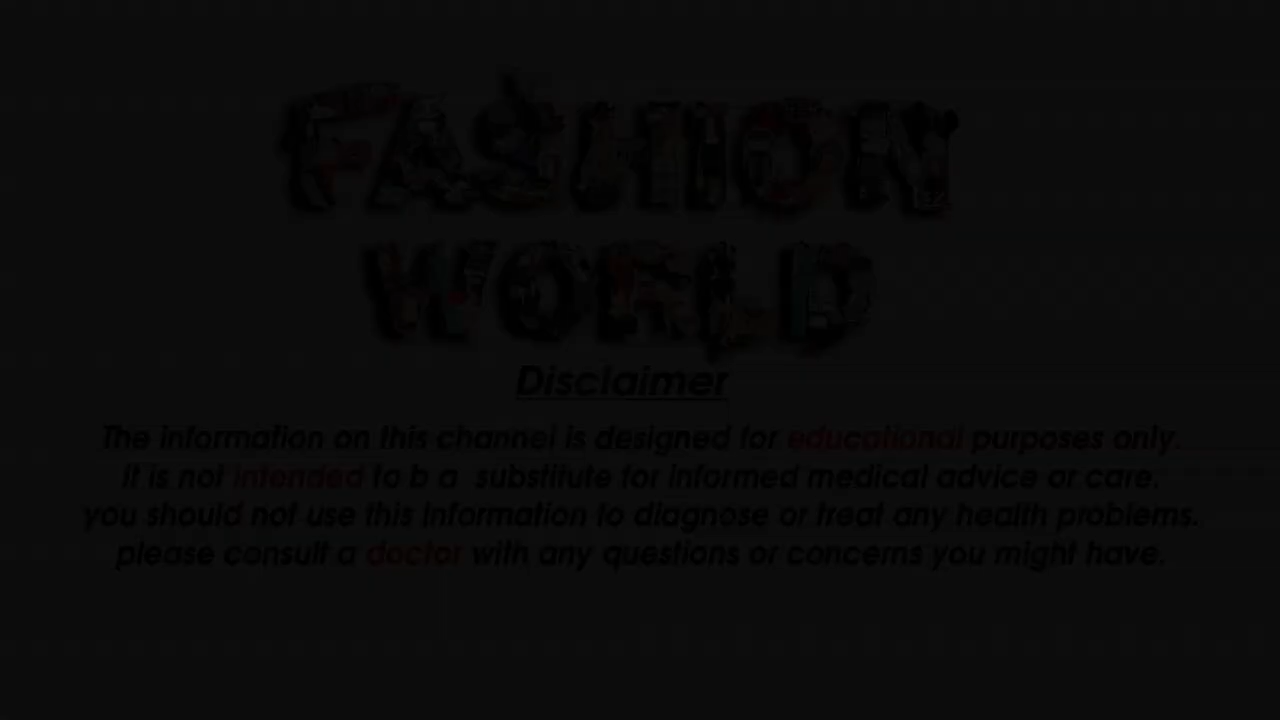 FASHION
WORLD
Disclaimer
The information on this channel is designed for educational purposes only.
It is not intended to b a substitute for informed medical advice or care.
you should not use this information to diagnose or treat any health problems.
please consult a doctor with any questions or concerns you might have.